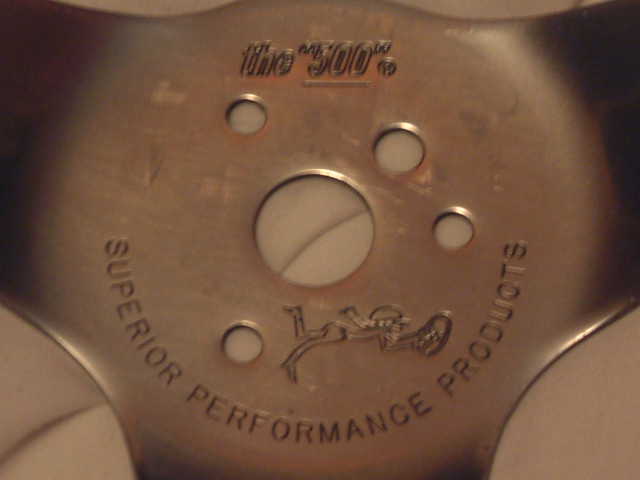 the "500"®
SUPERIOR PERFORMANCE PRODUCTS